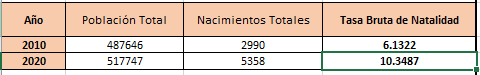 Año Población Total Nacimientos Totales Tasa Bruta de Natalidad
2010 487646 2990 6.1322
2020 517747 5358 10.3487